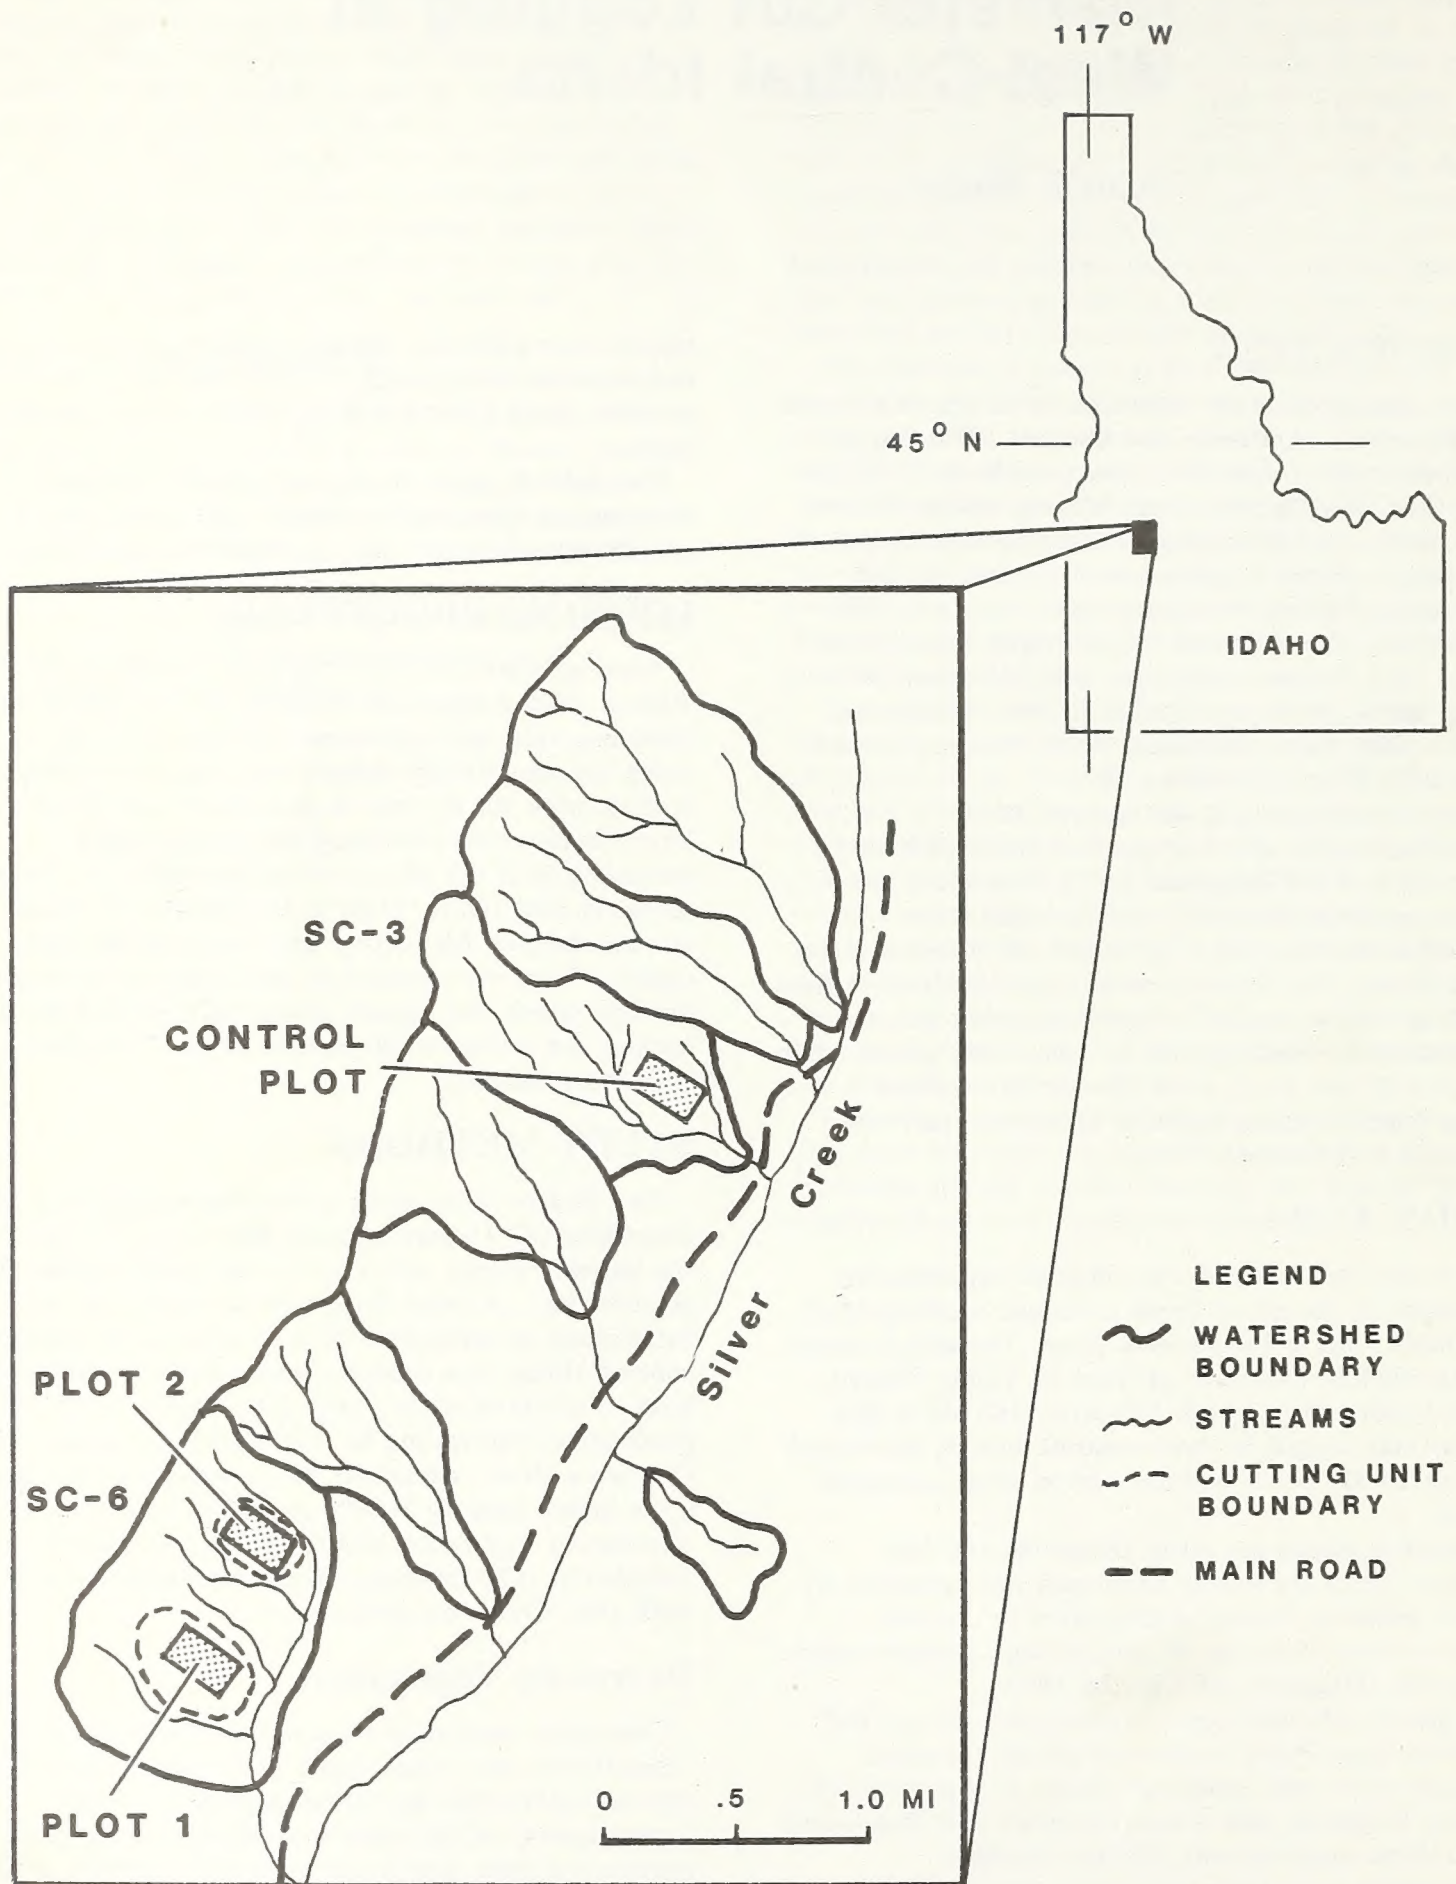 117° W
45° N
IDAHO
SC-3
CONTROL
PLOT
Silver Creek
PLOT 2
SC-6
PLOT 1
0 .5 1.0 MI
LEGEND
WATERSHED
BOUNDARY
STREAMS
CUTTING UNIT
BOUNDARY
MAIN ROAD